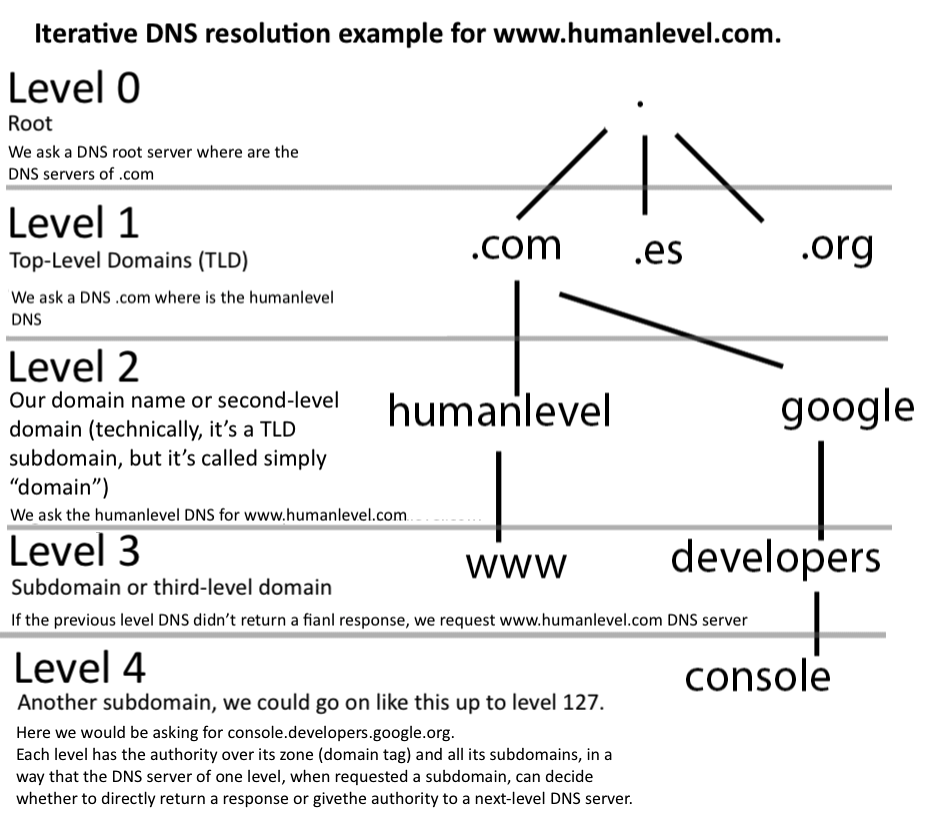 Iterative DNS resolution example for www.humanlevel.com.
Level 0
Root
We ask a DNS root server where are the
DNS servers of .com
.
Level 1
Top-Level Domains (TLD)
We ask a DNS .com where is the humanlevel
DNS
.com .es .org
Level 2
Our domain name or second-level
domain (technically, it's a TLD
subdomain, but it's called simply
“domain”)
We ask the humanlevel DNS for www.humanlevel.com
humanlevel google
Level 3
Subdomain or third-level domain
If the previous level DNS didn't return a fianl response, we request www.humanlevel.com DNS server
www developers
Level 4
Another subdomain, we could go on like this up to level 127.
Here we would be asking for console.developers.google.org.
Each level has the authority over its zone (domain tag) and all its subdomains, in a
way that the DNS server of one level, when requested a subdomain, can decide
whether to directly return a response or givethe authority to a next-level DNS server.
console